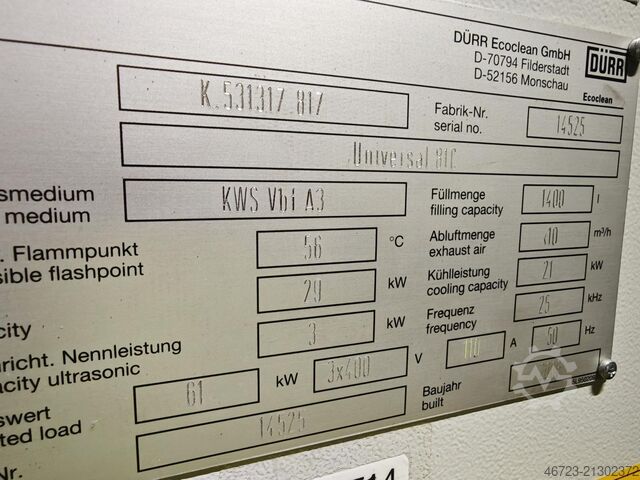 DÜRR Ecoclean GmbH
D-70794 Filderstadt
D-52156 Monschau
DÜRR
Ecoclean
K.531317.817
Fabrik-Nr.
serial no.
14525
Universal 81C
smedium
medium
KWS Vb1 A3
Füllmenge
filling capacity
1400 l
. Flammpunkt
sible flashpoint
56 °C
Abluftmenge
exhaust air
<10 m³/h
29 kW
Kühlleistung
cooling capacity
21 kW
city
3 kW
Frequenz
frequency
25 kHz
richt. Nennleistung
acity ultrasonic
61 kW 3x400 V 110 A 50 Hz
swert
ted load
Baujahr
built
Nr.
14525
46723-21302372